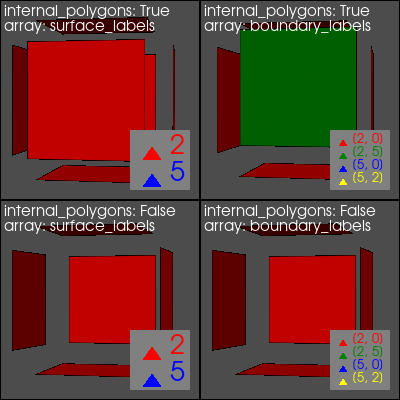 internal_polygons: True
array: surface_labels
2
5
internal_polygons: True
array: boundary_labels
(2, 0)
(2, 5)
(5, 0)
(5, 2)
internal_polygons: False
array: surface_labels
2
5
internal_polygons: False
array: boundary_labels
(2, 0)
(2, 5)
(5, 0)
(5, 2)